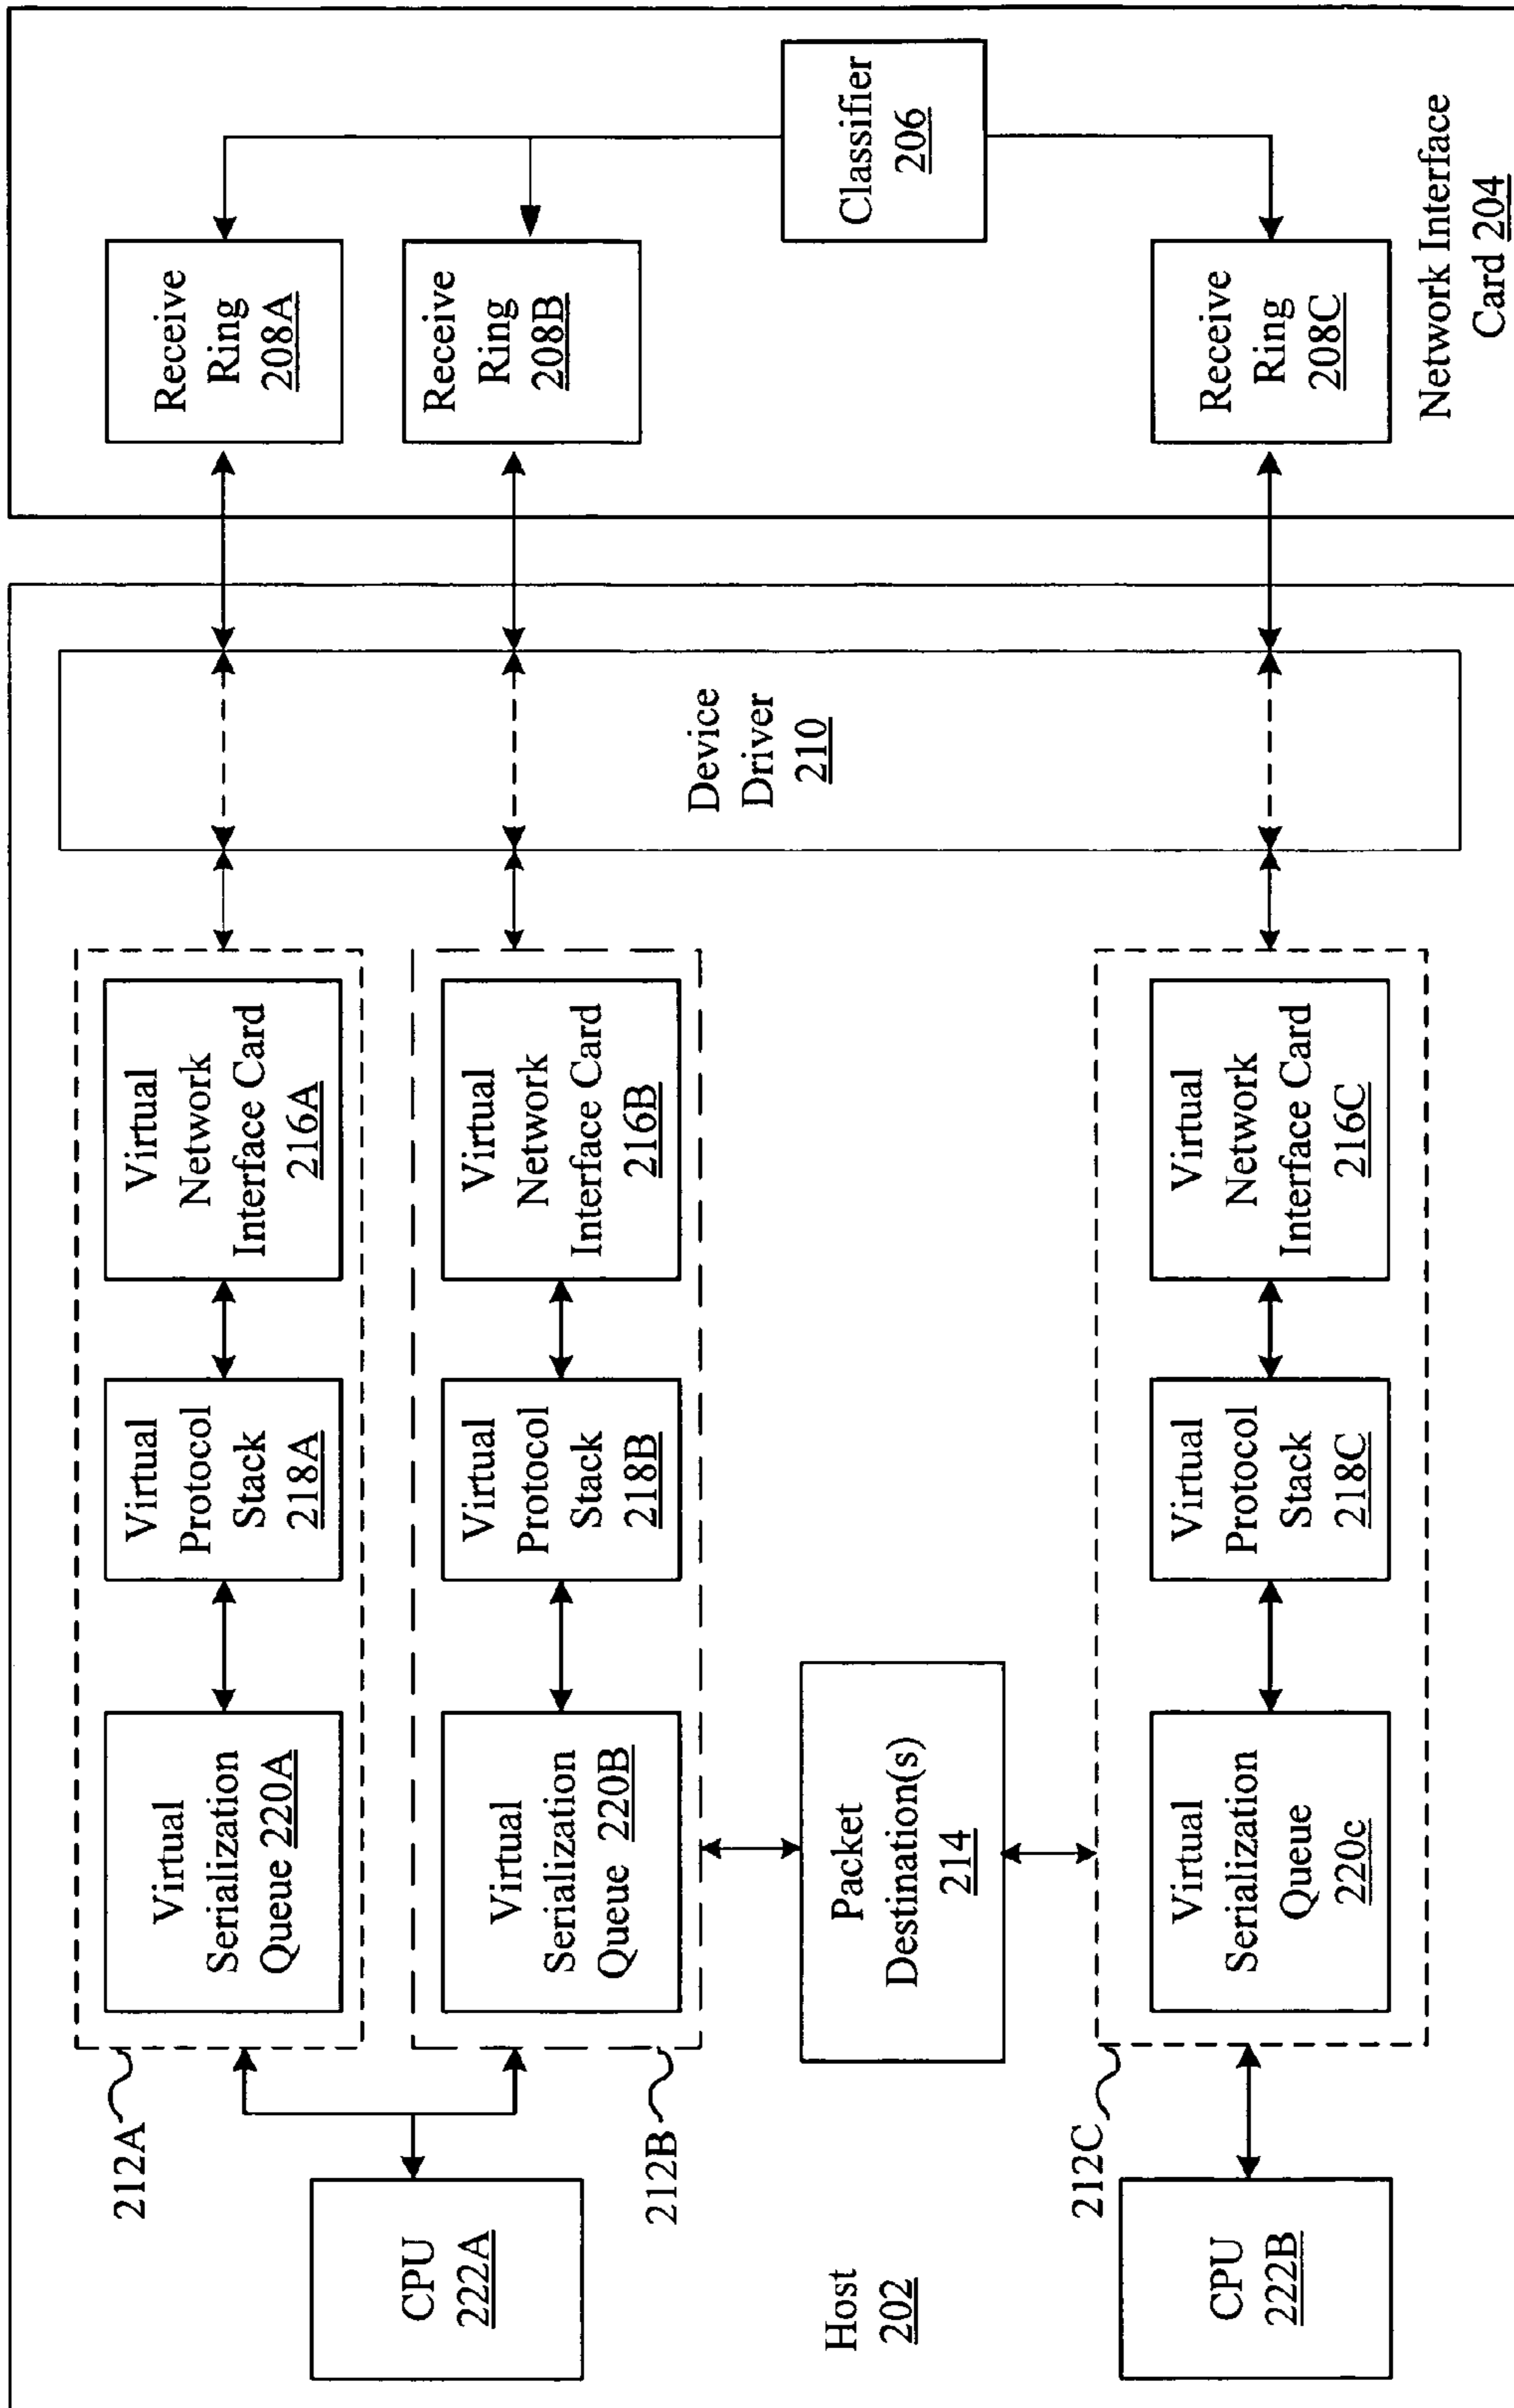 Host
202
CPU
222A
CPU
222B
212A
212B
212C
Virtual
Serialization
Queue 220A
Virtual
Protocol
Stack
218A
Virtual
Network
Interface Card
216A
Virtual
Serialization
Queue 220B
Virtual
Protocol
Stack
218B
Virtual
Network
Interface Card
216B
Packet
Destination(s)
214
Virtual
Serialization
Queue
220c
Virtual
Protocol
Stack
218C
Virtual
Network
Interface Card
216C
Device
Driver
210
Receive
Ring
208A
Receive
Ring
208B
Receive
Ring
208C
Classifier
206
Network Interface
Card 204